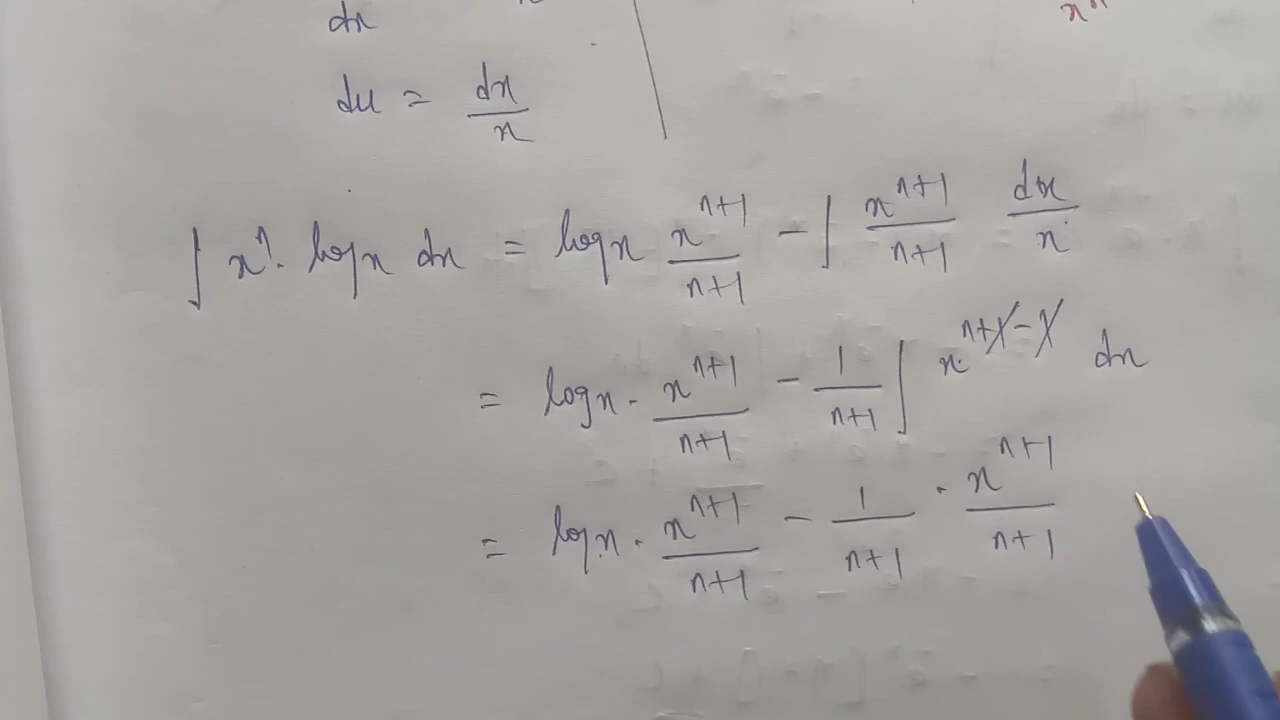 dx x^n
du = dx/x
∫ x^n . log x dx = log x x^(n+1)/(n+1) - ∫ x^(n+1)/(n+1) dx/x
= log x . x^(n+1)/(n+1) - 1/(n+1) ∫ x^(n+1-1) dx
= log x . x^(n+1)/(n+1) - 1/(n+1) . x^(n+1)/(n+1)